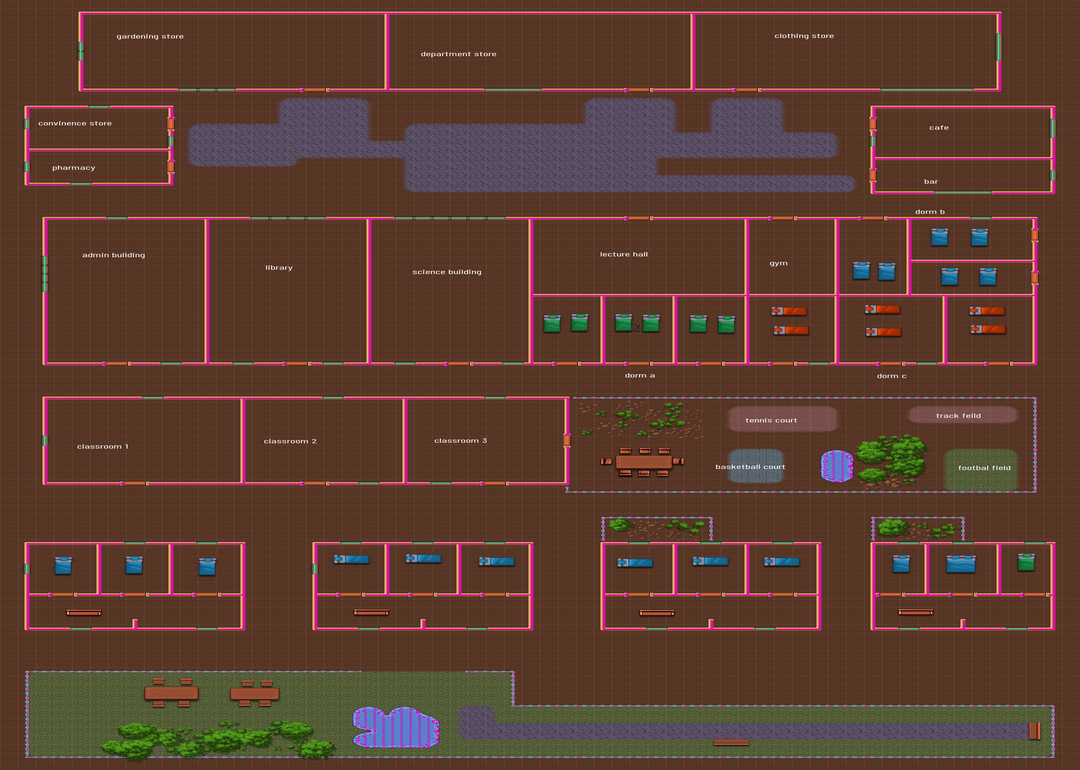 gardening store
department store
clothing store
convinence store
pharmacy
cafe
bar
dorm b
admin building
library
science building
lecture hall
gym
dorm a
dorm c
classroom 1
classroom 2
classroom 3
tennis court
track feild
basketball court
footbal field